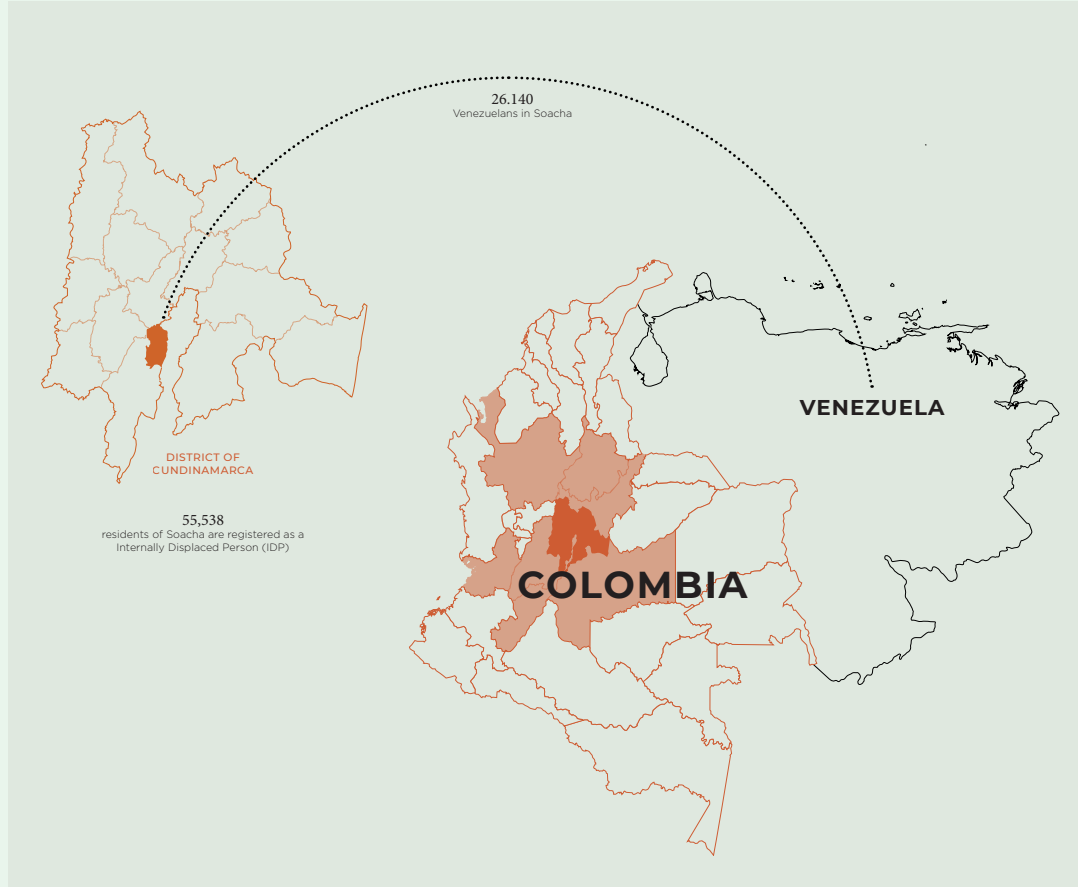 26.140
Venezuelans in Soacha
VENEZUELA
DISTRICT OF
CUNDINAMARCA
55,538
residents of Soacha are registered as a
Internally Displaced Person (IDP)
COLOMBIA